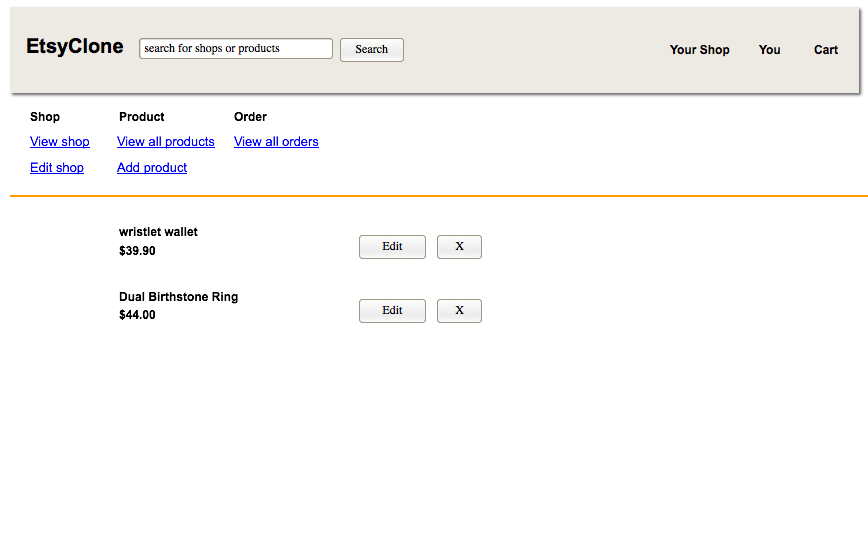 EtsyClone search for shops or products Search Your Shop You Cart
Shop Product Order
View shop View all products View all orders
Edit shop Add product
wristlet wallet
$39.90
Edit X
Dual Birthstone Ring
$44.00
Edit X